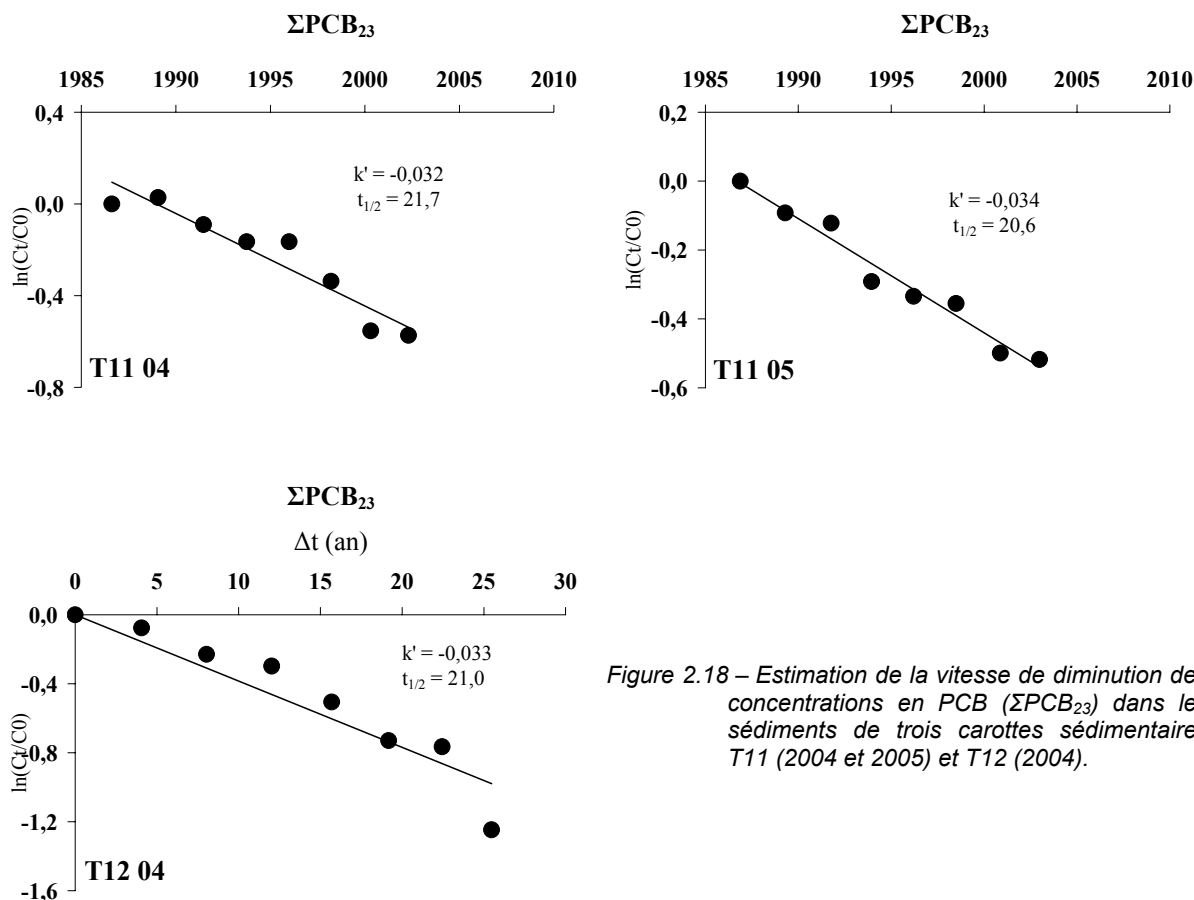 ΣPCB₂₃
1985 1990 1995 2000 2005 2010
0,4
0,0
-0,4
-0,8
ln(Ct/C0)
k' = -0,032
t₁/₂ = 21,7
T11 04
ΣPCB₂₃
1985 1990 1995 2000 2005 2010
0,2
0,0
-0,2
-0,4
-0,6
ln(Ct/C0)
k' = -0,034
t₁/₂ = 20,6
T11 05
ΣPCB₂₃
Δt (an)
0 5 10 15 20 25 30
0,0
-0,4
-0,8
-1,2
-1,6
ln(Ct/C0)
k' = -0,033
t₁/₂ = 21,0
T12 04
Figure 2.18 – Estimation de la vitesse de diminution de
concentrations en PCB (ΣPCB₂₃) dans le
sédiments de trois carottes sédimentaire
T11 (2004 et 2005) et T12 (2004).